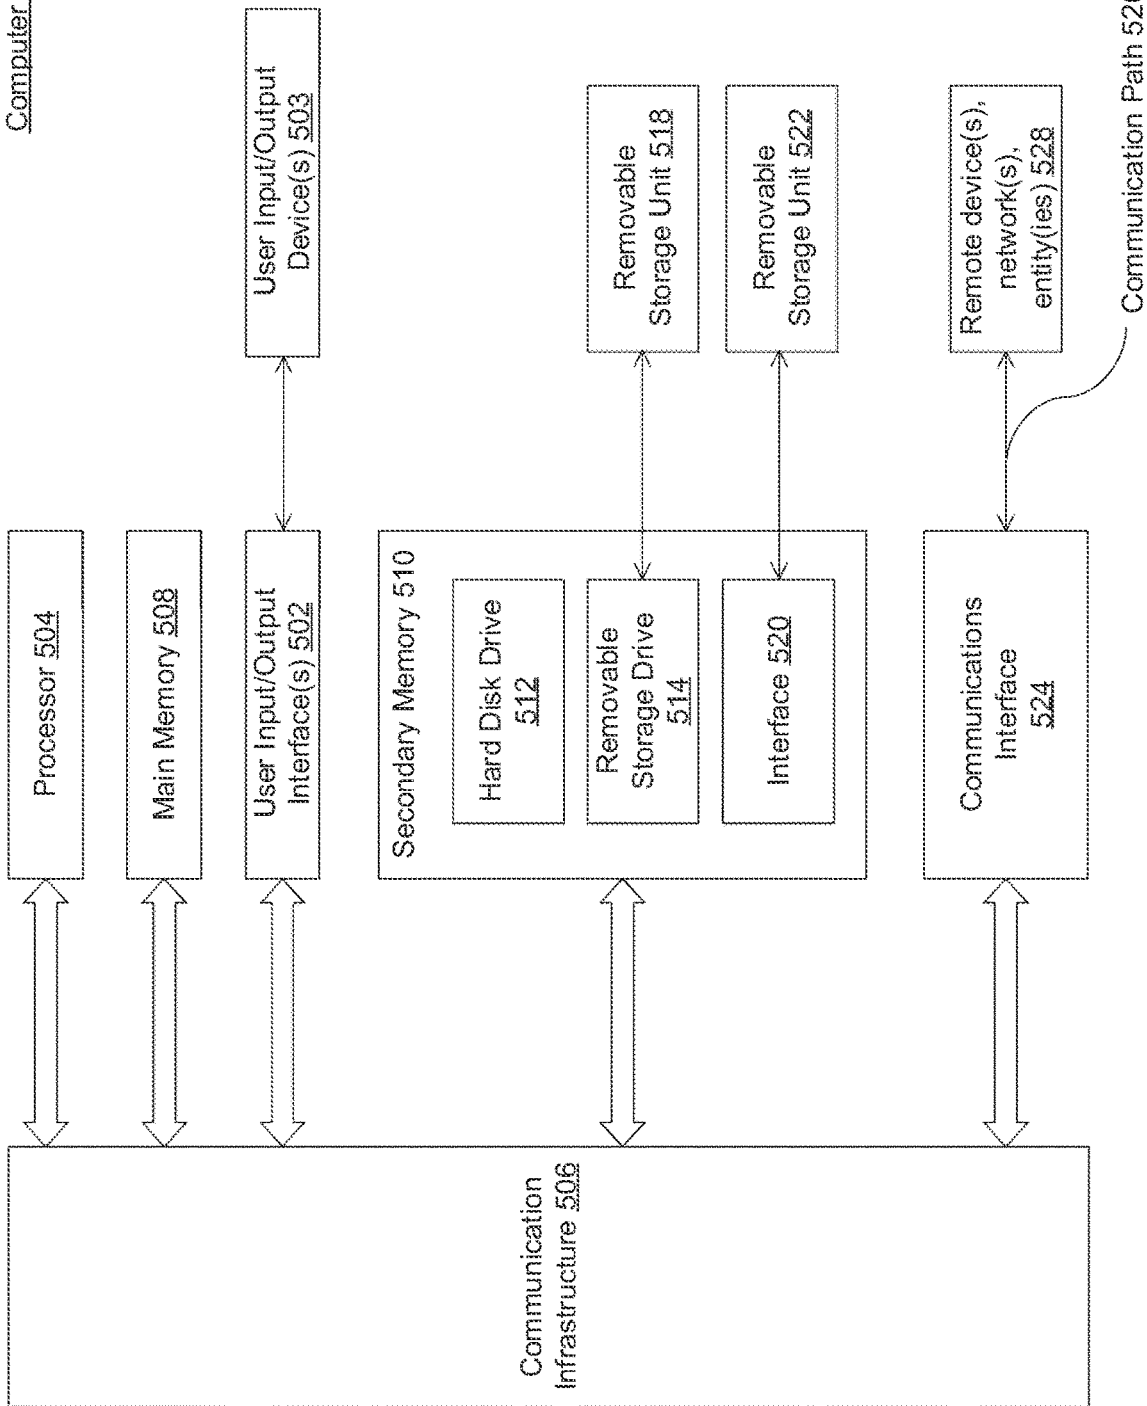 Computer
Processor 504
Main Memory 508
User Input/Output
Interface(s) 502
User Input/Output
Device(s) 503
Communication
Infrastructure 506
Secondary Memory 510
Hard Disk Drive
512
Removable
Storage Drive
514
Removable
Storage Unit 518
Interface 520
Removable
Storage Unit 522
Communications
Interface
524
Remote device(s),
network(s),
entity(ies) 528
Communication Path